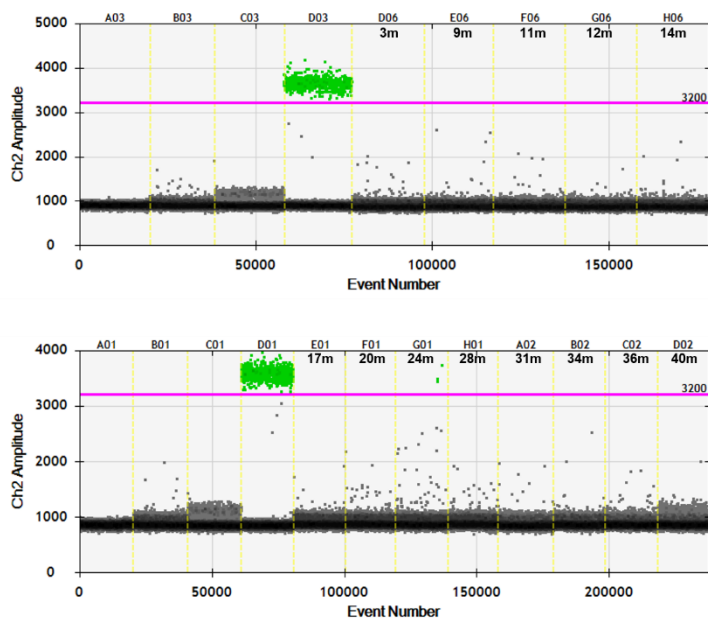 A03 B03 C03 D03 D06 E06 F06 G06 H06
3m 9m 11m 12m 14m
5000
4000
3200
3000
2000
1000
0
Ch2 Amplitude
0 50000 100000 150000
Event Number
A01 B01 C01 D01 E01 F01 G01 H01 A02 B02 C02 D02
17m 20m 24m 28m 31m 34m 36m 40m
4000
3200
3000
2000
1000
0
Ch2 Amplitude
0 50000 100000 150000 200000
Event Number